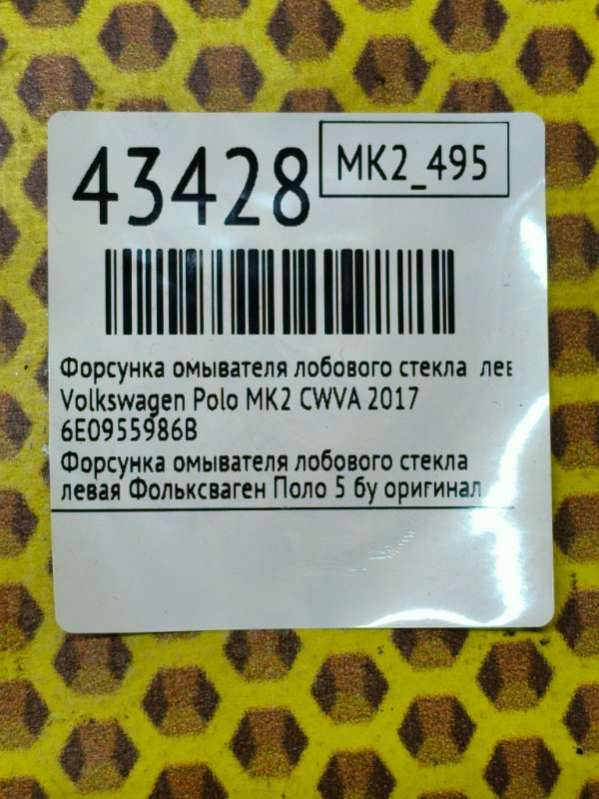 43428
MK2_495
Форсунка омывателя лобового стекла лев
Volkswagen Polo MK2 CWVA 2017
6E0955986B
Форсунка омывателя лобового стекла
левая Фольксваген Поло 5 бу оригинал